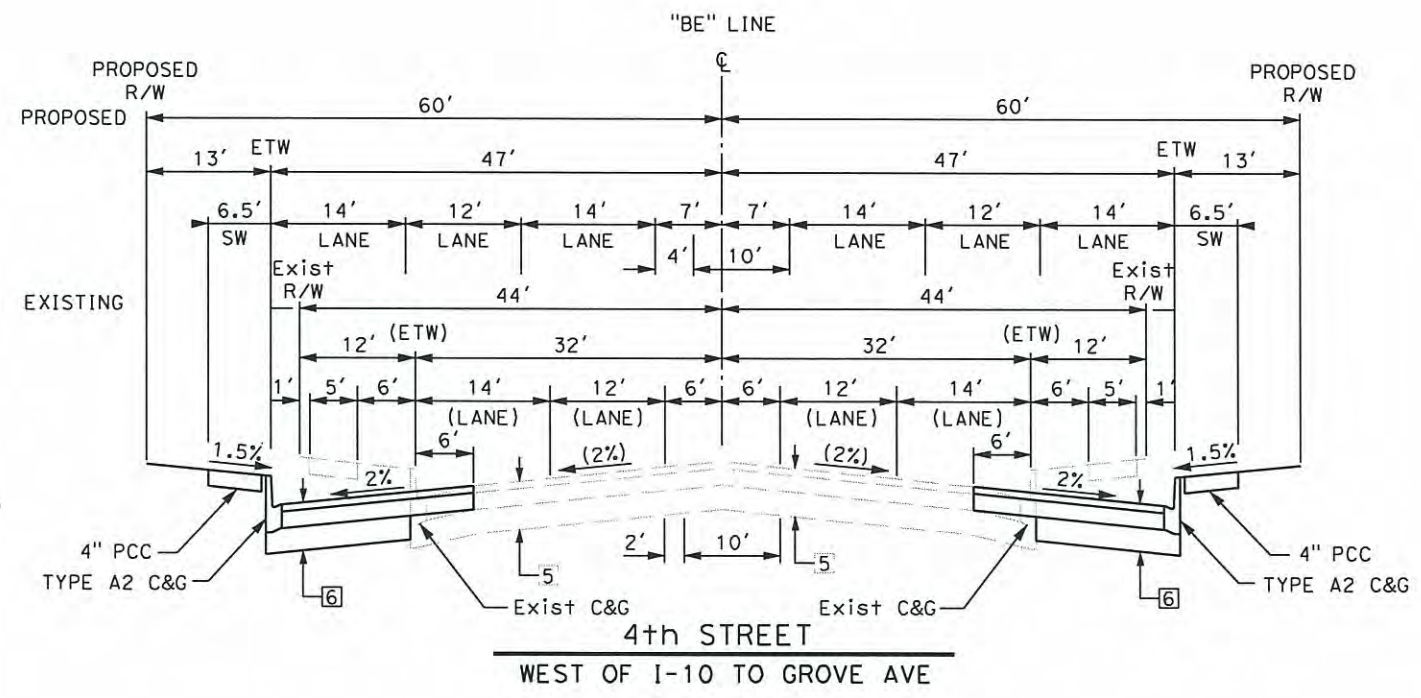 "BE" LINE
℄
PROPOSED
R/W
PROPOSED
R/W
PROPOSED
60'
60'
13'
ETW
47'
47'
ETW
13'
6.5'
SW
14'
LANE
12'
LANE
14'
LANE
7'
7'
14'
LANE
12'
LANE
14'
LANE
6.5'
SW
4'
10'
Exist
R/W
Exist
R/W
EXISTING
44'
44'
12'
(ETW)
32'
32'
(ETW)
12'
1'
5'
6'
14'
(LANE)
12'
(LANE)
6'
6'
12'
(LANE)
14'
(LANE)
6'
5'
1'
6'
6'
1.5%
2%
(2%)
(2%)
2%
1.5%
4" PCC
TYPE A2 C&G
6
5
2'
10'
5
6
4" PCC
TYPE A2 C&G
Exist C&G
Exist C&G
4th STREET
WEST OF I-10 TO GROVE AVE